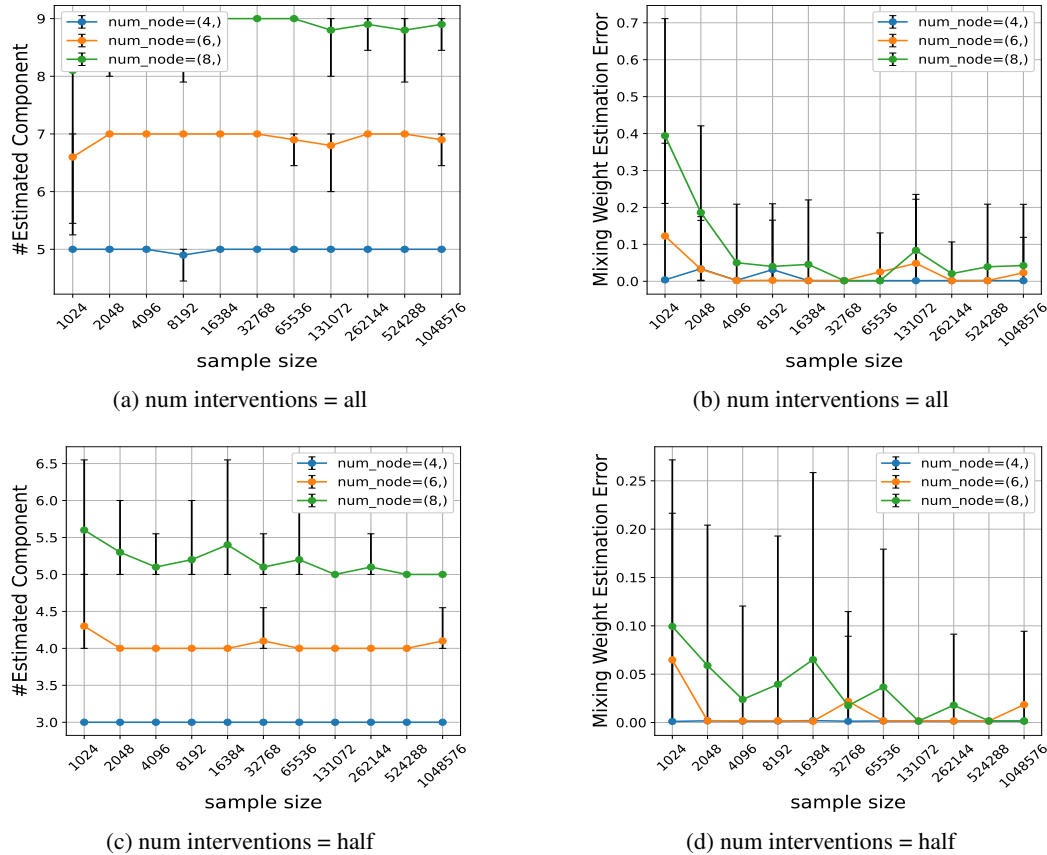 9
8
7
6
5
#Estimated Component
num_node=(4,)
num_node=(6,)
num_node=(8,)
1024
2048
4096
8192
16384
32768
65536
131072
262144
524288
1048576
sample size
(a) num interventions = all
0.7
0.6
0.5
0.4
0.3
0.2
0.1
0.0
Mixing Weight Estimation Error
num_node=(4,)
num_node=(6,)
num_node=(8,)
1024
2048
4096
8192
16384
32768
65536
131072
262144
524288
1048576
sample size
(b) num interventions = all
6.5
6.0
5.5
5.0
4.5
4.0
3.5
3.0
#Estimated Component
num_node=(4,)
num_node=(6,)
num_node=(8,)
1024
2048
4096
8192
16384
32768
65536
131072
262144
524288
1048576
sample size
(c) num interventions = half
0.25
0.20
0.15
0.10
0.05
0.00
Mixing Weight Estimation Error
num_node=(4,)
num_node=(6,)
num_node=(8,)
1024
2048
4096
8192
16384
32768
65536
131072
262144
524288
1048576
sample size
(d) num interventions = half